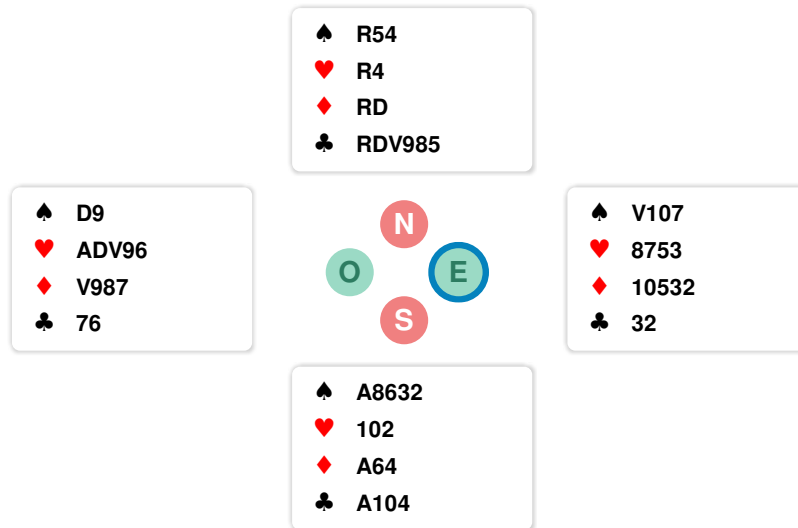 ♠ R54
♥ R4
♦ RD
♣ RDV985
♠ D9
♥ ADV96
♦ V987
♣ 76
N
O E
S
♠ V107
♥ 8753
♦ 10532
♣ 32
♠ A8632
♥ 102
♦ A64
♣ A104